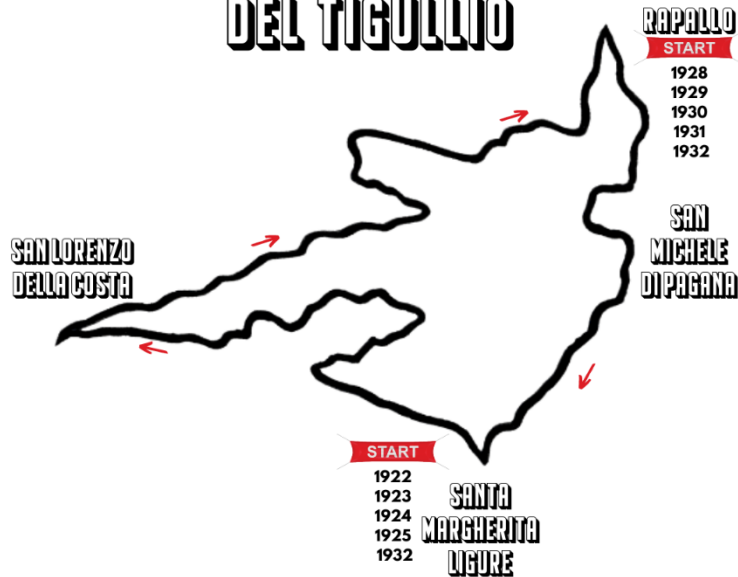 DEL TIGULLIO
RAPALLO
START
1928
1929
1930
1931
1932
SAN
MICHELE
DI PAGANA
SAN LORENZO
DELLA COSTA
START
1922
1923
1924
1925
1932
SANTA
MARGHERITA
LIGURE